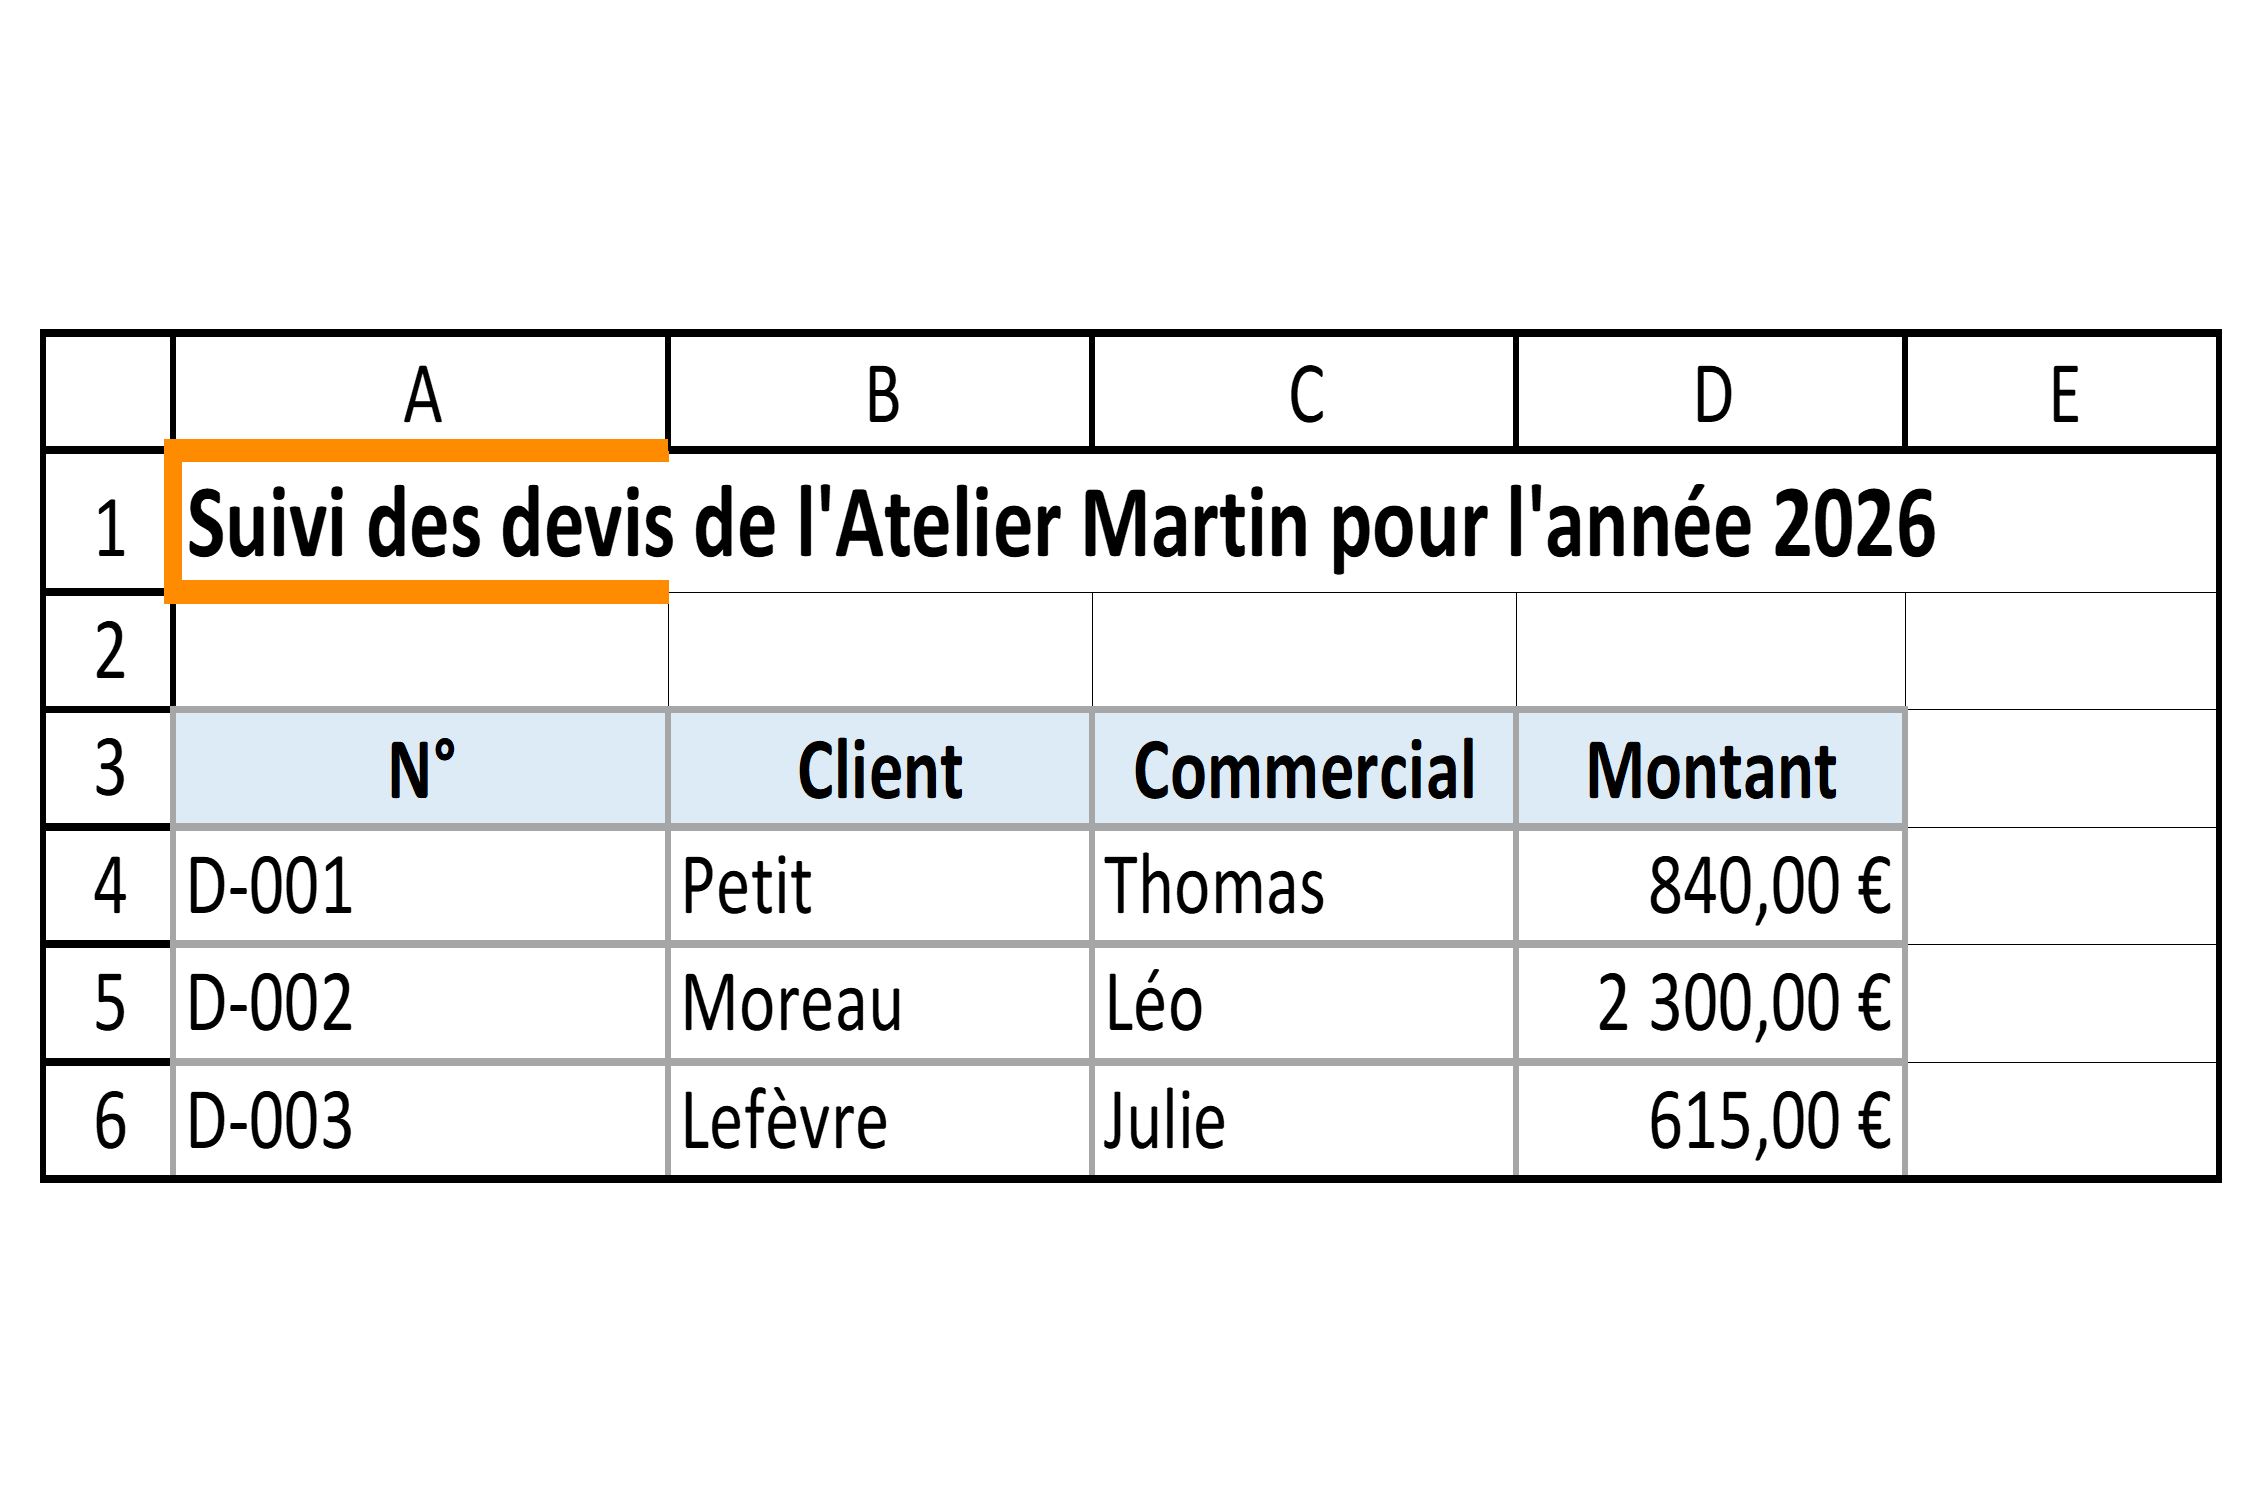 A B C D E
1 Suivi des devis de l'Atelier Martin pour l'année 2026
2
3 N° Client Commercial Montant
4 D-001 Petit Thomas 840,00 €
5 D-002 Moreau Léo 2 300,00 €
6 D-003 Lefèvre Julie 615,00 €